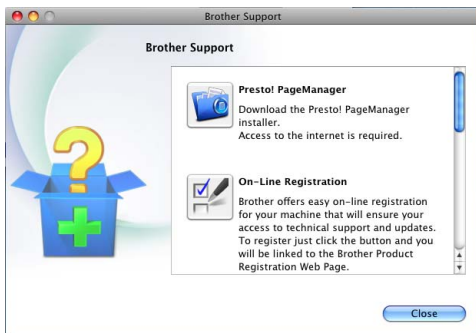 Brother Support
Brother Support
Presto! PageManager
Download the Presto! PageManager
installer.
Access to the internet is required.
On-Line Registration
Brother offers easy on-line registration
for your machine that will ensure your
access to technical support and updates.
To register just click the button and you
will be linked to the Brother Product
Registration Web Page.
Close